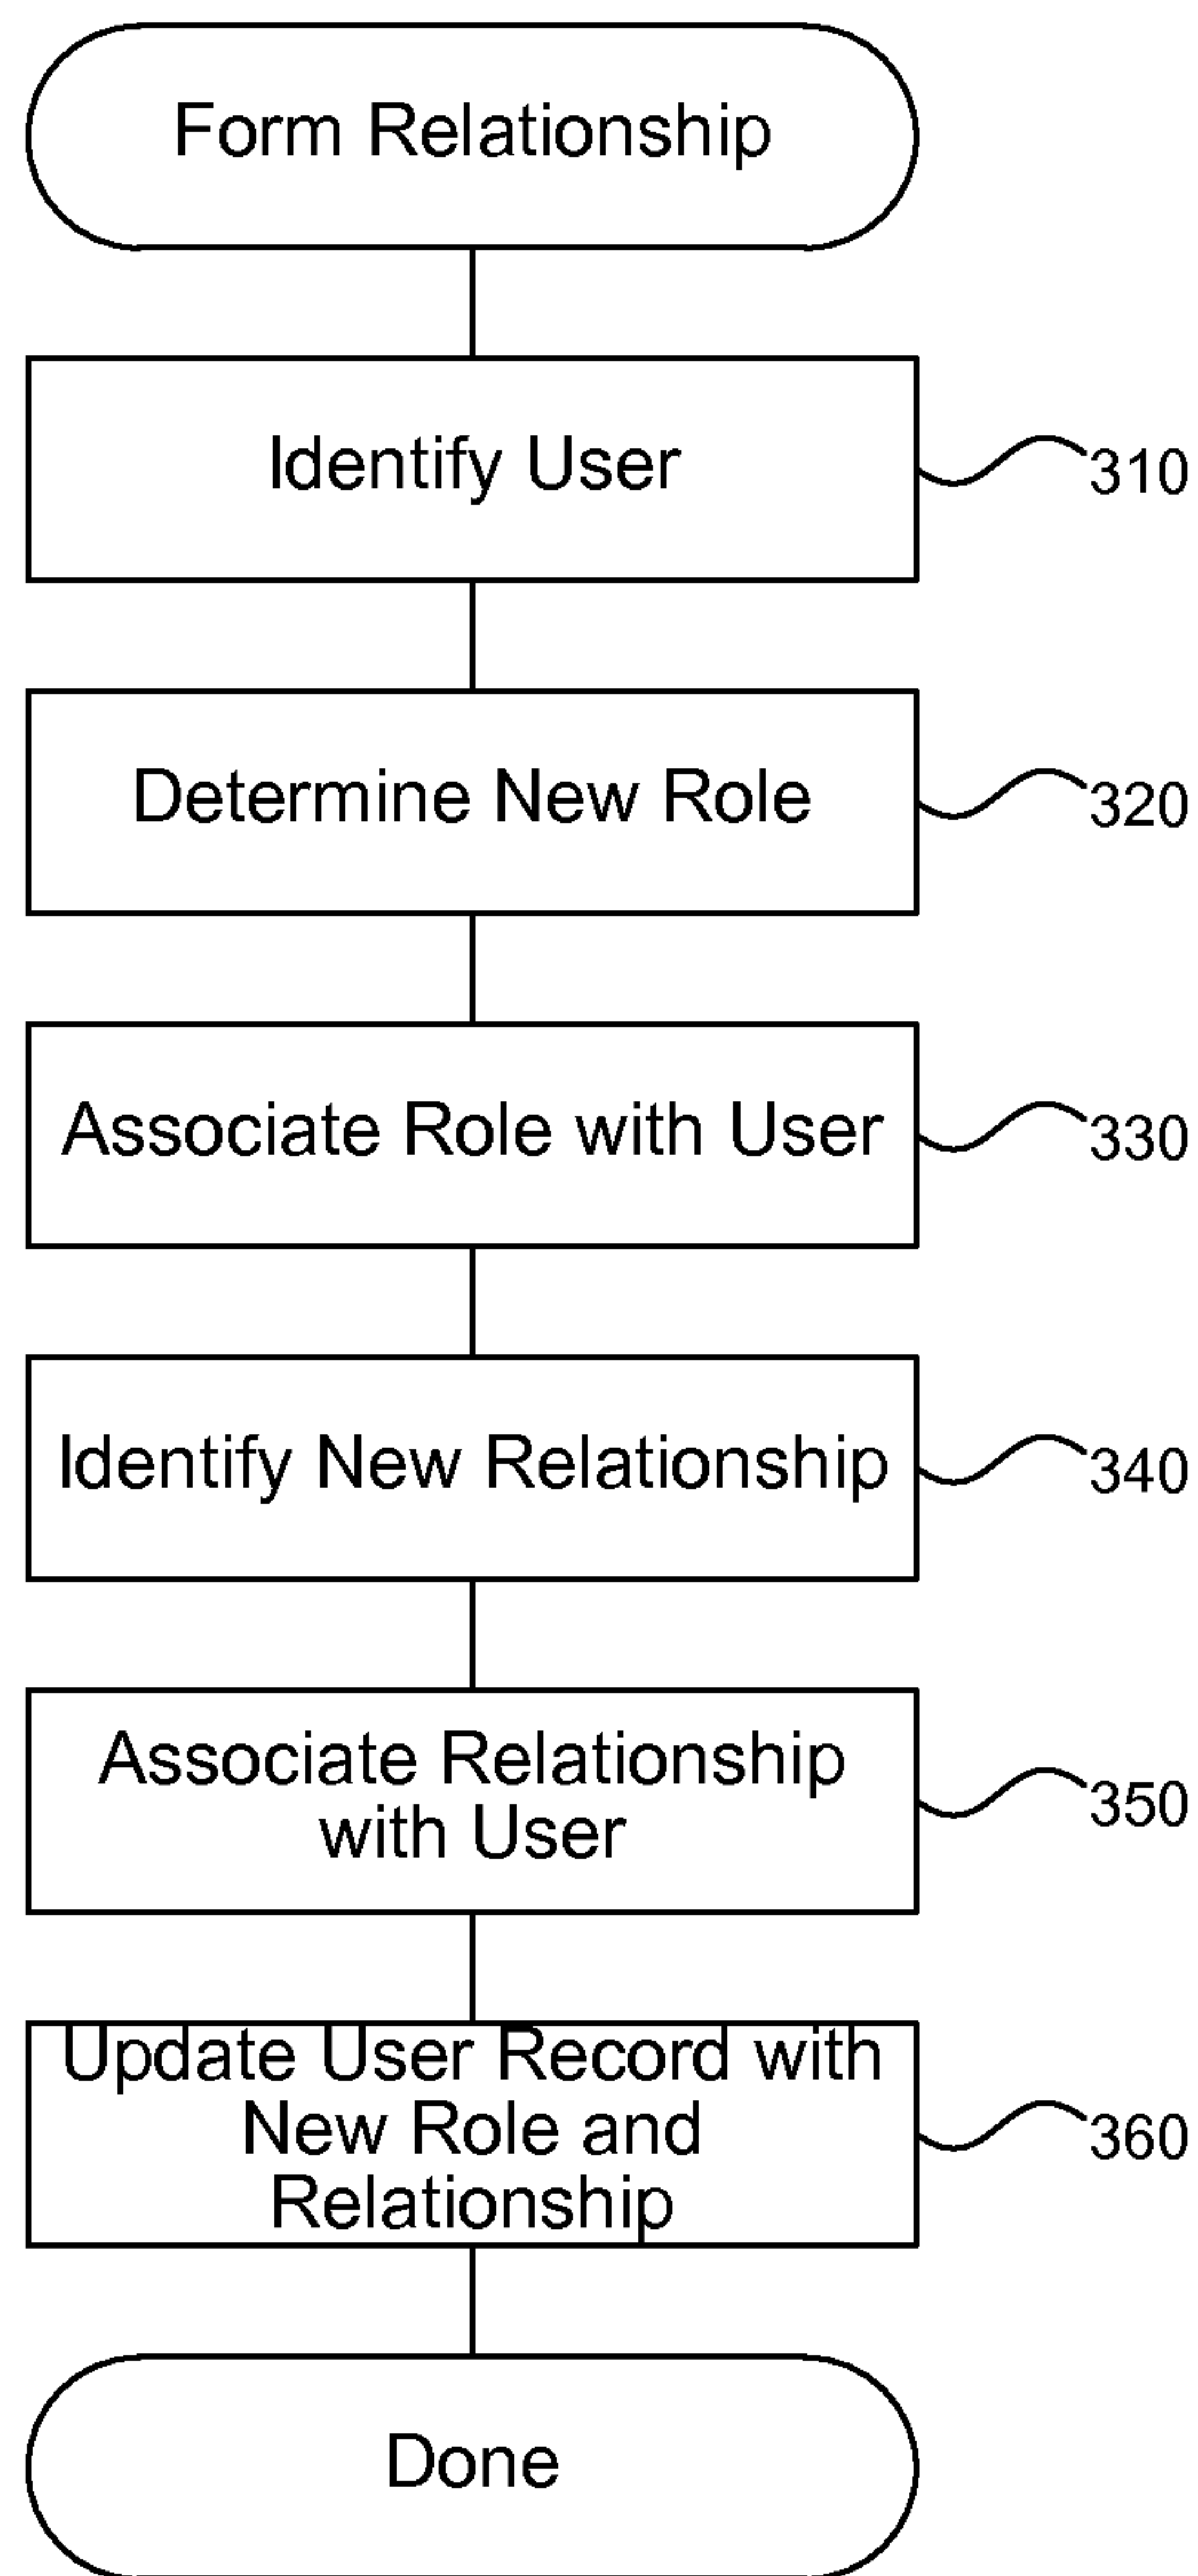 Form Relationship
Identify User
310
Determine New Role
320
Associate Role with User
330
Identify New Relationship
340
Associate Relationship
with User
350
Update User Record with
New Role and
Relationship
360
Done